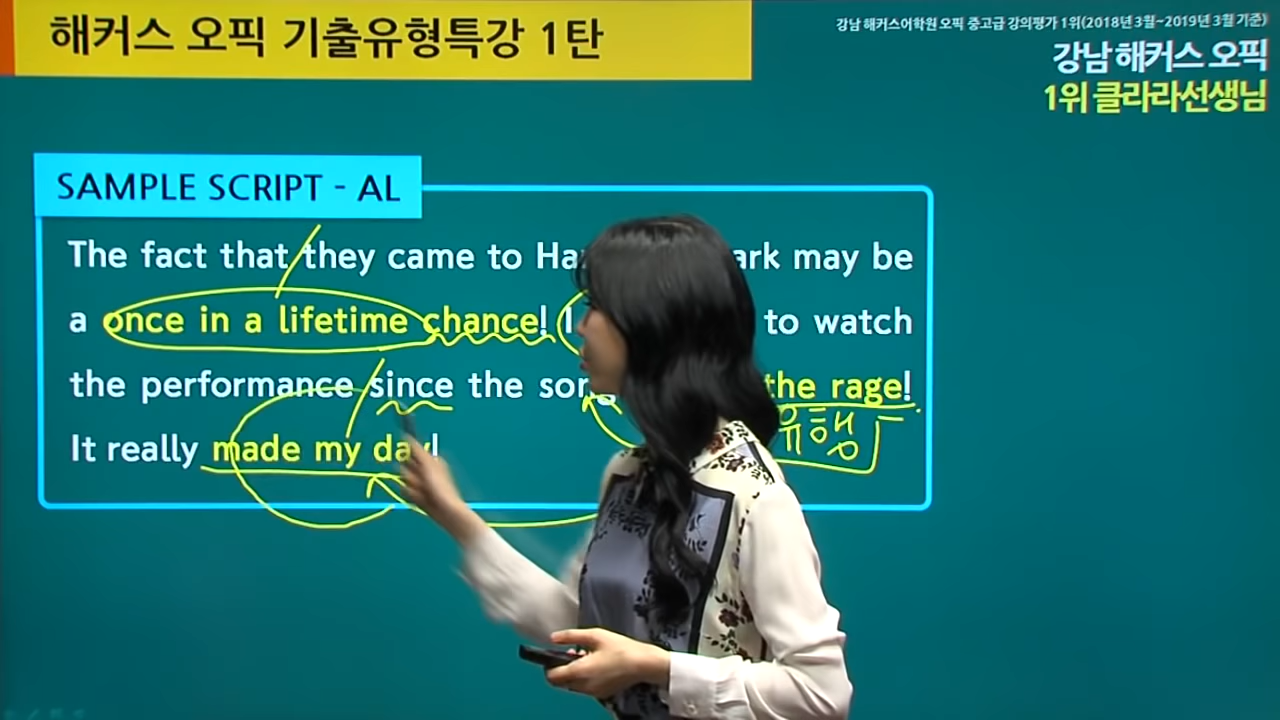 해커스 오픽 기출유형특강 1탄
강남 해커스어학원 오픽 중고급 강의평가 1위(2018년 3월~2019년 3월 기준)
강남 해커스 오픽
1위 클라라선생님
SAMPLE SCRIPT - AL
The fact that they came to may be
a once in a lifetime chance! to watch
the performance since the the rage!
유행
It really made my day!